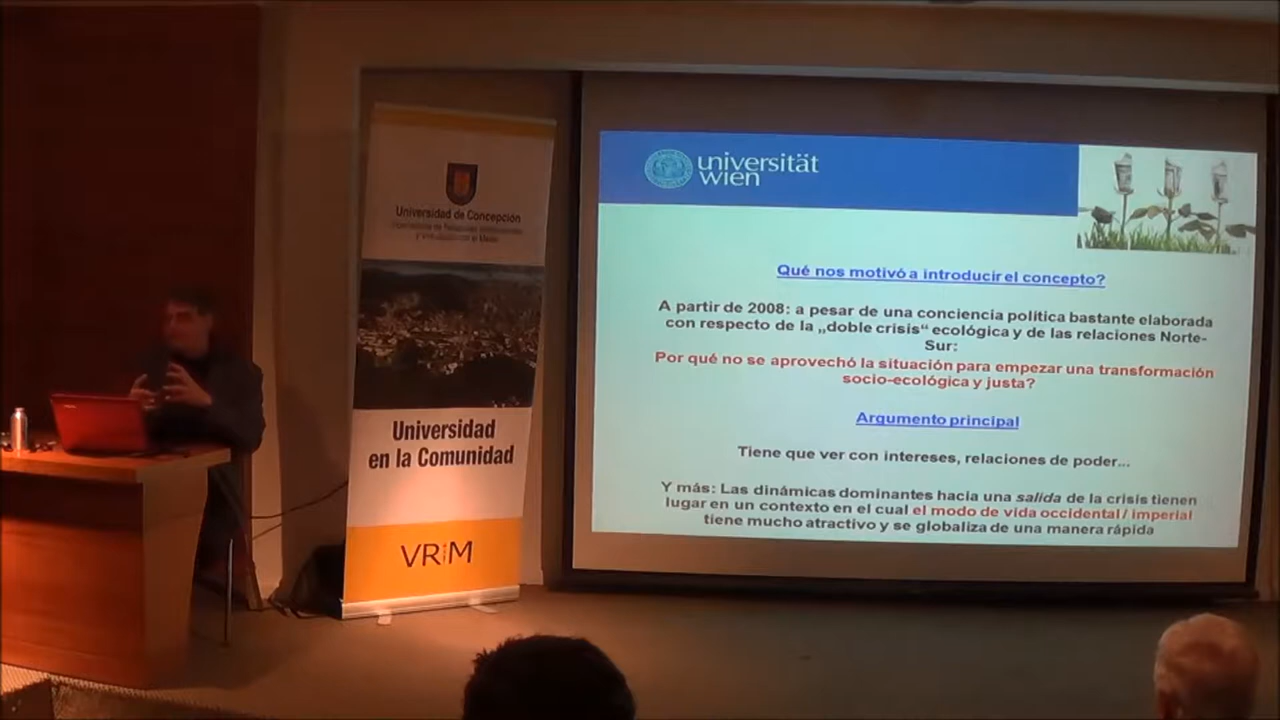 Universidad de Concepción
Universidad
en la Comunidad
VRiM
universität
wien
Qué nos motivó a introducir el concepto?
A partir de 2008: a pesar de una conciencia política bastante elaborada
con respecto de la „doble crisis“ ecológica y de las relaciones Norte-
Sur:
Por qué no se aprovechó la situación para empezar una transformación
socio-ecológica y justa?
Argumento principal
Tiene que ver con intereses, relaciones de poder...
Y más: Las dinámicas dominantes hacia una salida de la crisis tienen
lugar en un contexto en el cual el modo de vida occidental / imperial
tiene mucho atractivo y se globaliza de una manera rápida